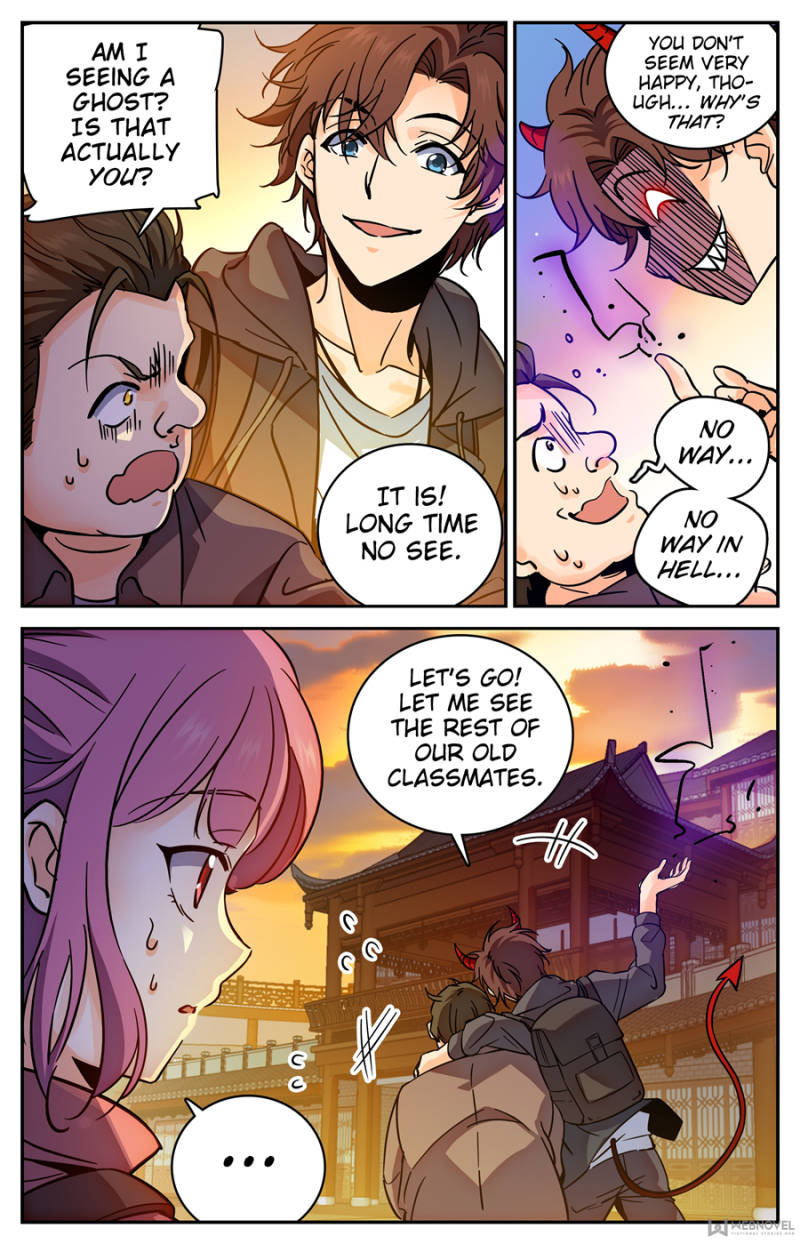 AM I
SEEING A
GHOST?
IS THAT
ACTUALLY
YOU?
IT IS!
LONG TIME
NO SEE.
YOU DON'T
SEEM VERY
HAPPY, THO-
UGH... WHY'S
THAT?
NO
WAY...
NO
WAY IN
HELL...
LET'S GO!
LET ME SEE
THE REST OF
OUR OLD
CLASSMATES.
...
WEBNOVEL